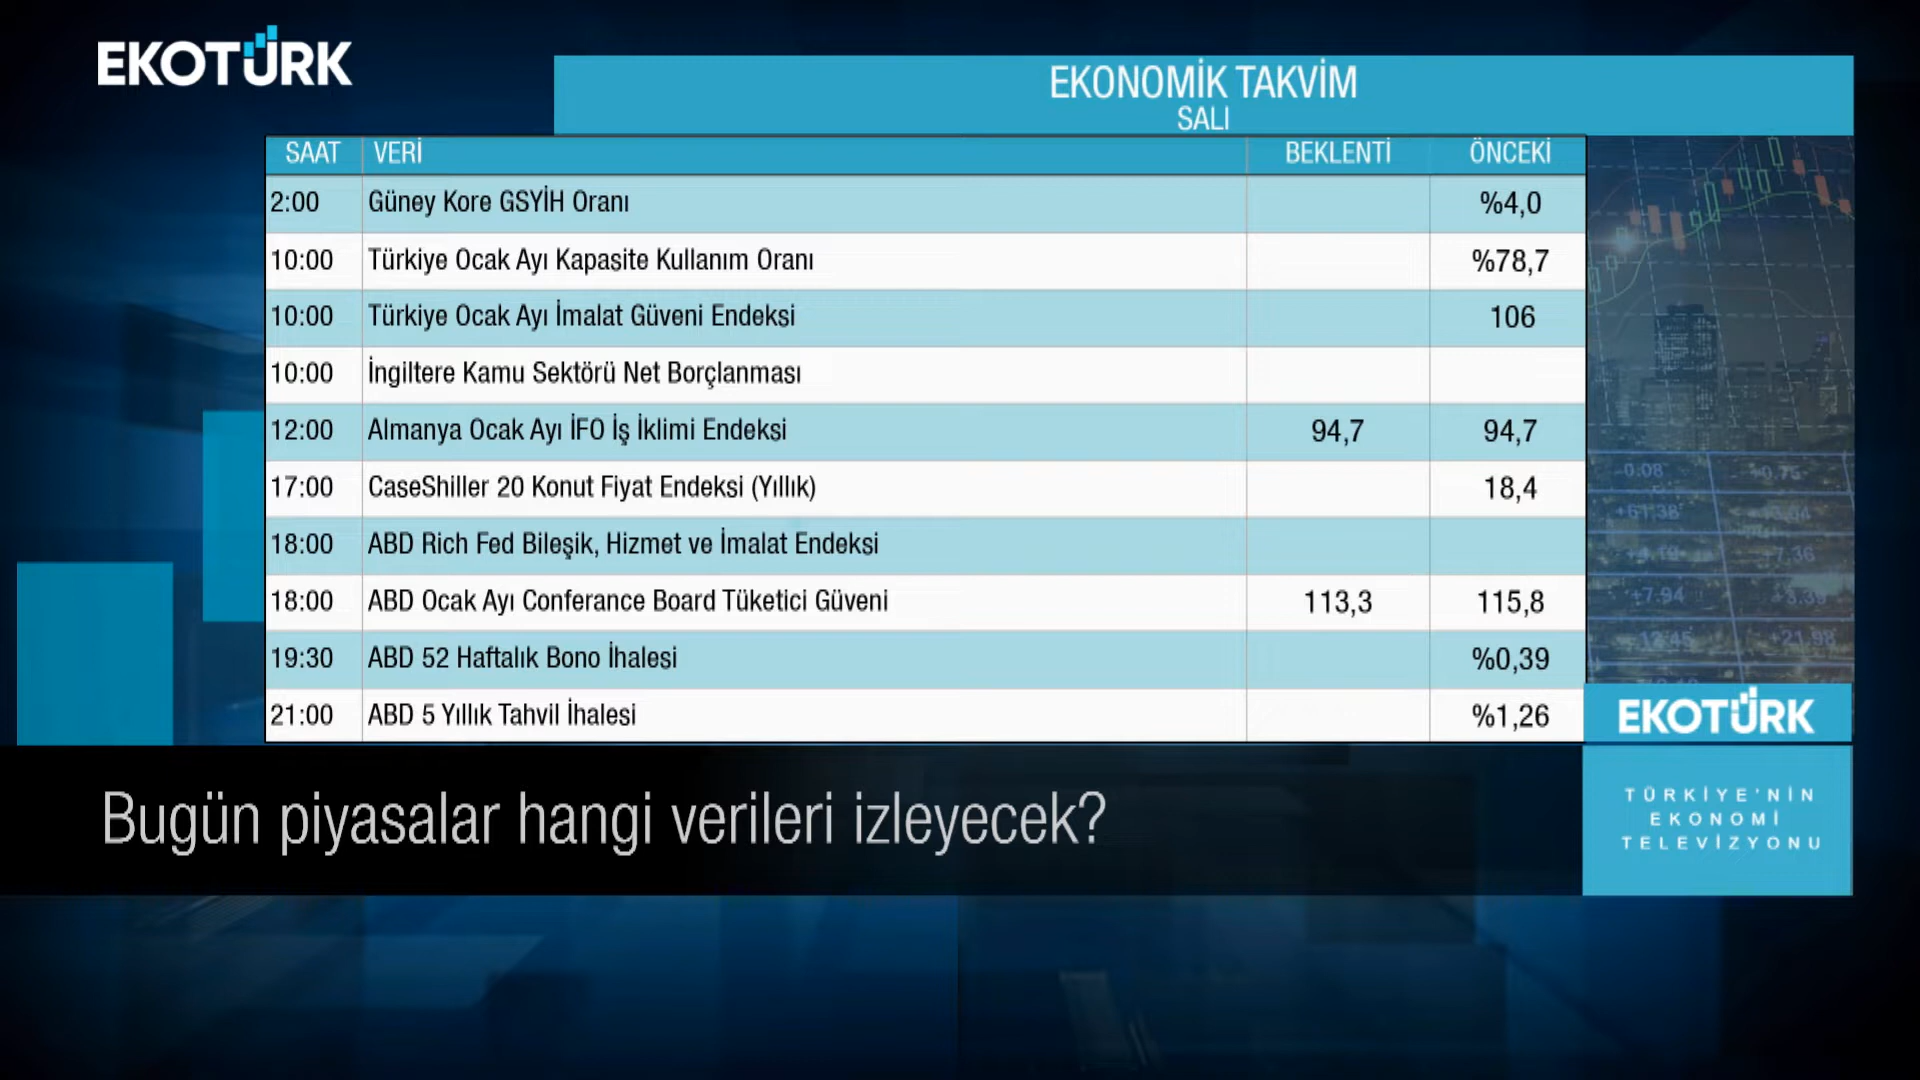 EKOTÜRK
EKONOMİK TAKVİM
SALI
SAAT VERİ BEKLENTİ ÖNCEKİ
2:00 Güney Kore GSYİH Oranı %4,0
10:00 Türkiye Ocak Ayı Kapasite Kullanım Oranı %78,7
10:00 Türkiye Ocak Ayı İmalat Güveni Endeksi 106
10:00 İngiltere Kamu Sektörü Net Borçlanması
12:00 Almanya Ocak Ayı İFO İş İklimi Endeksi 94,7 94,7
17:00 CaseShiller 20 Konut Fiyat Endeksi (Yıllık) 18,4
18:00 ABD Rich Fed Bileşik, Hizmet ve İmalat Endeksi
18:00 ABD Ocak Ayı Conferance Board Tüketici Güveni 113,3 115,8
19:30 ABD 52 Haftalık Bono İhalesi %0,39
21:00 ABD 5 Yıllık Tahvil İhalesi %1,26
EKOTÜRK
Bugün piyasalar hangi verileri izleyecek?
TÜRKİYE'NİN
EKONOMİ
TELEVİZYONU